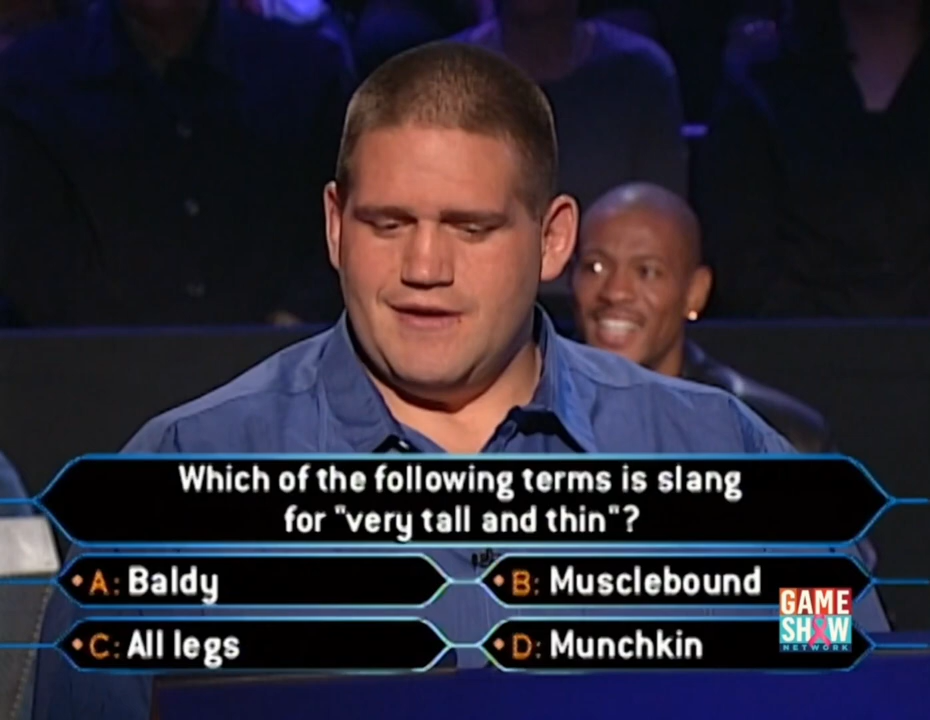 Which of the following terms is slang
for "very tall and thin"?
A: Baldy
B: Musclebound
C: All legs
D: Munchkin
GAME
SHOW
NETWORK